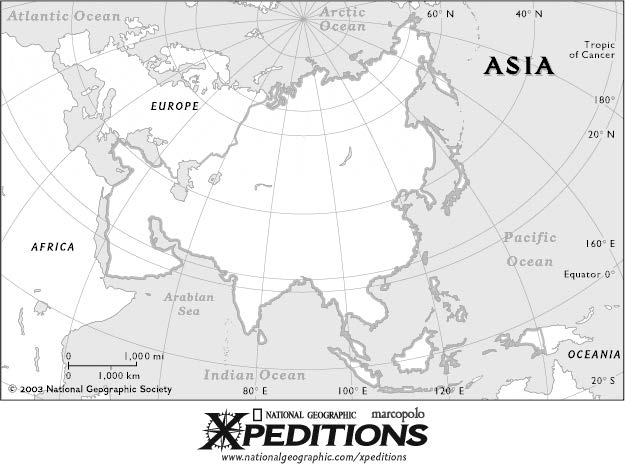 Atlantic Ocean
Arctic
Ocean
60° N
40° N
Tropic
of Cancer
ASIA
EUROPE
180°
20° N
AFRICA
Pacific
Ocean
160° E
Equator 0°
Arabian
Sea
0
1,000 mi
0
1,000 km
OCEANIA
Indian Ocean
20° S
© 2003 National Geographic Society
80° E
100° E
120° E
NATIONAL GEOGRAPHIC marcopolo
XPEDITIONS
www.nationalgeographic.com/xpeditions